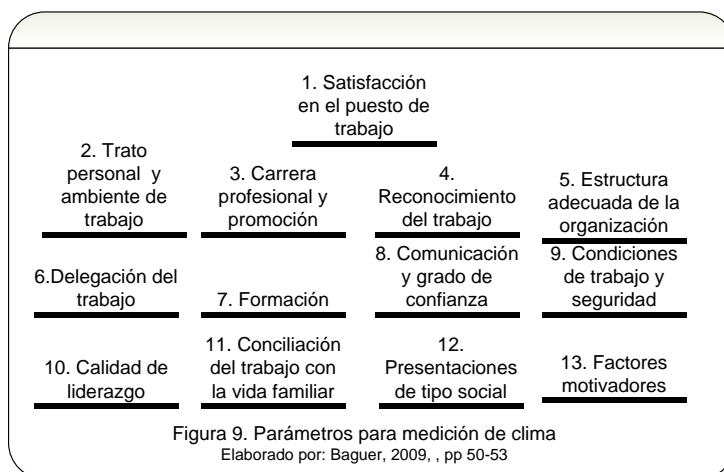 1. Satisfacción
en el puesto de
trabajo
2. Trato
personal y
ambiente de
trabajo
3. Carrera
profesional y
promoción
4.
Reconocimiento
del trabajo
5. Estructura
adecuada de la
organización
6.Delegación del
trabajo
7. Formación
8. Comunicación
y grado de
confianza
9. Condiciones
de trabajo y
seguridad
10. Calidad de
liderazgo
11. Conciliación
del trabajo con
la vida familiar
12.
Presentaciones
de tipo social
13. Factores
motivadores
Figura 9. Parámetros para medición de clima
Elaborado por: Baguer, 2009, , pp 50-53